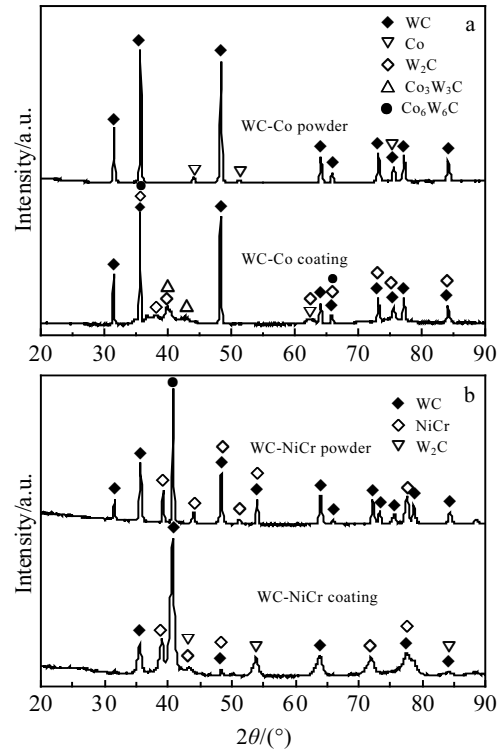 a
WC
Co
W₂C
Co₃W₃C
Co₆W₆C
WC-Co powder
WC-Co coating
Intensity/a.u.
20 30 40 50 60 70 80 90
b
WC
NiCr
W₂C
WC-NiCr powder
WC-NiCr coating
Intensity/a.u.
20 30 40 50 60 70 80 90
2θ/(°)